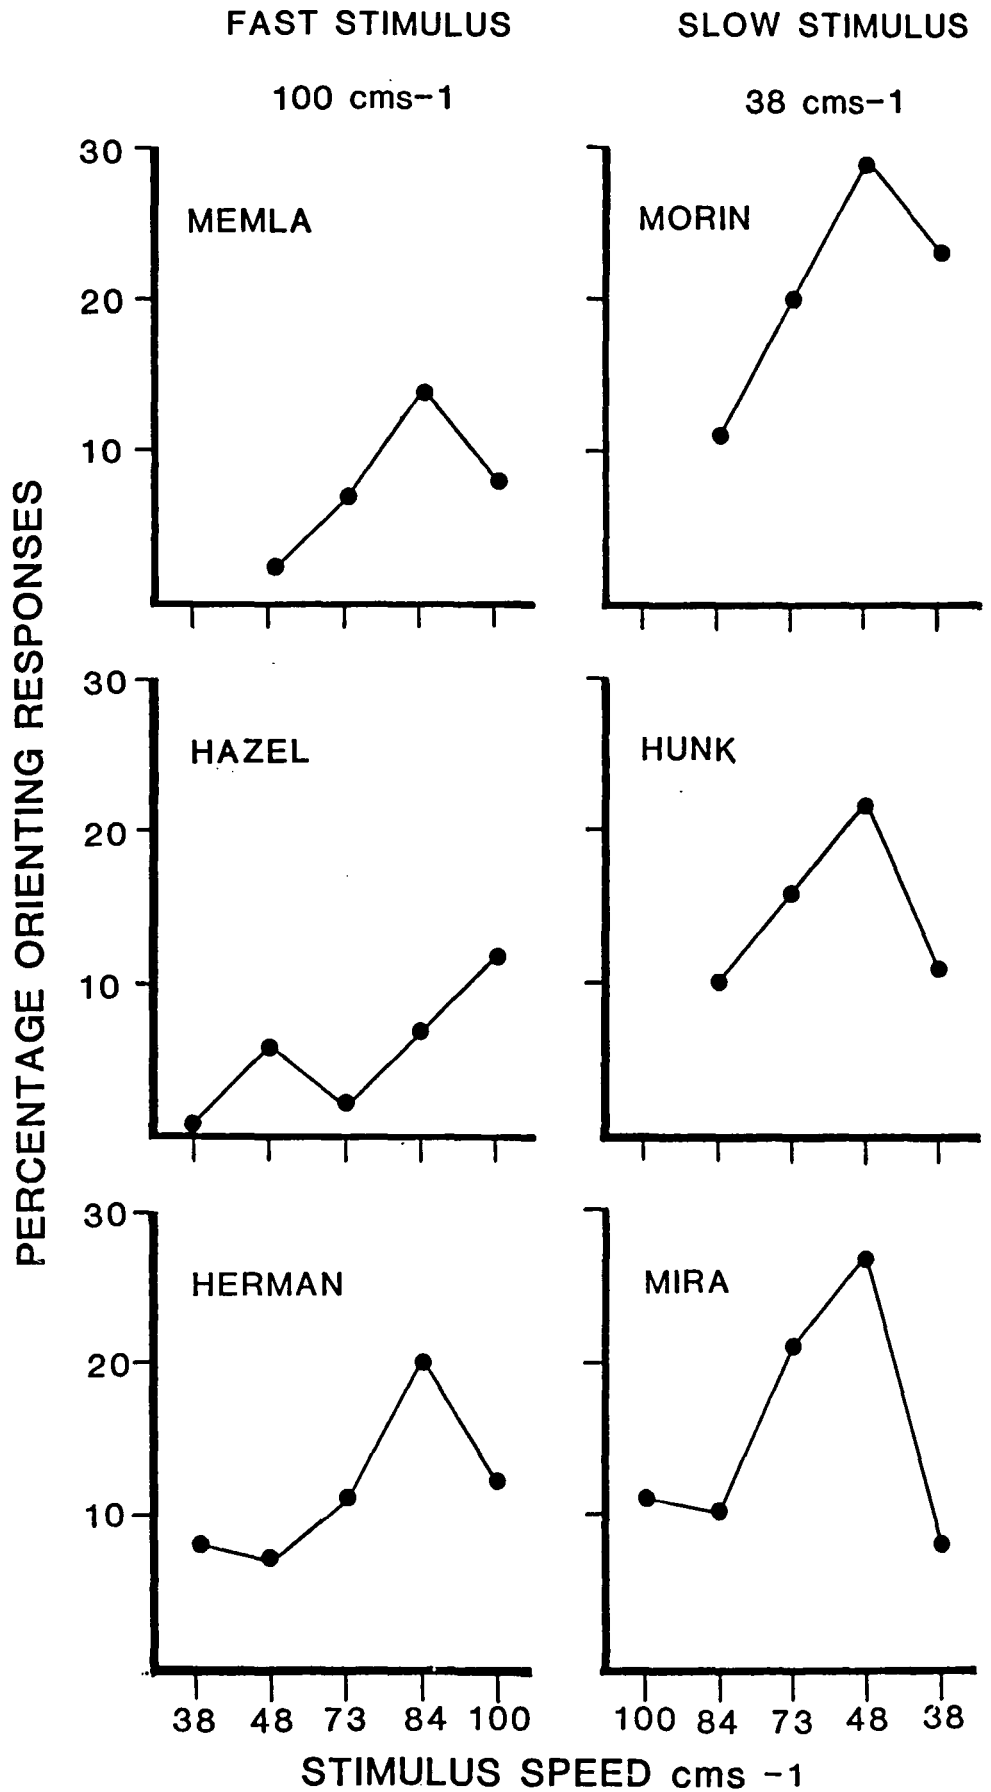 FAST STIMULUS
100 cms-1
SLOW STIMULUS
38 cms-1
PERCENTAGE ORIENTING RESPONSES
30
20
10
MEMLA
MORIN
30
20
10
HAZEL
HUNK
30
20
10
HERMAN
MIRA
38 48 73 84 100
100 84 73 48 38
STIMULUS SPEED cms -1